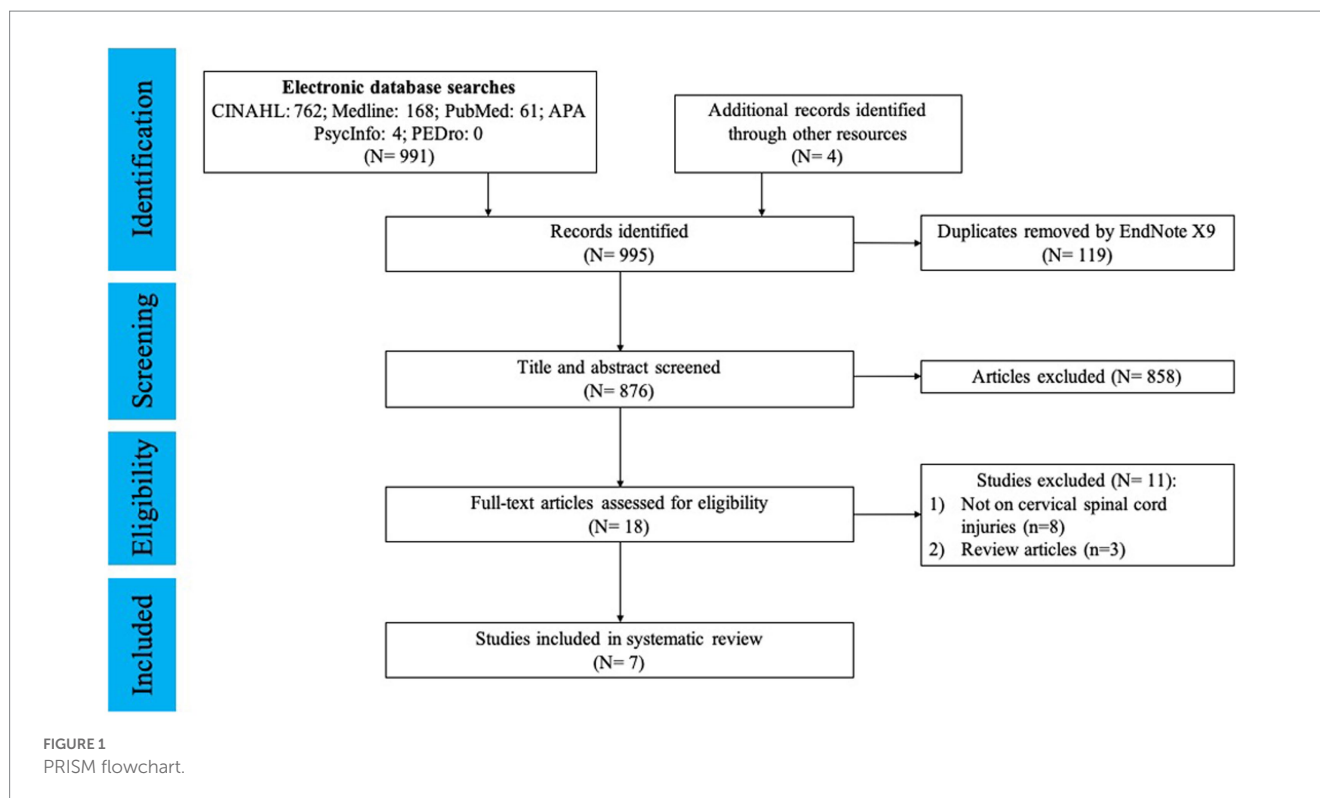 Identification
Electronic database searches
CINAHL: 762; Medline: 168; PubMed: 61; APA
PsycInfo: 4; PEDro: 0
(N= 991)
Additional records identified
through other resources
(N= 4)
Records identified
(N= 995)
Duplicates removed by EndNote X9
(N= 119)
Screening
Title and abstract screened
(N= 876)
Articles excluded (N= 858)
Eligibility
Full-text articles assessed for eligibility
(N= 18)
Studies excluded (N= 11):
1) Not on cervical spinal cord
injuries (n=8)
2) Review articles (n=3)
Included
Studies included in systematic review
(N= 7)
FIGURE 1
PRISM flowchart.